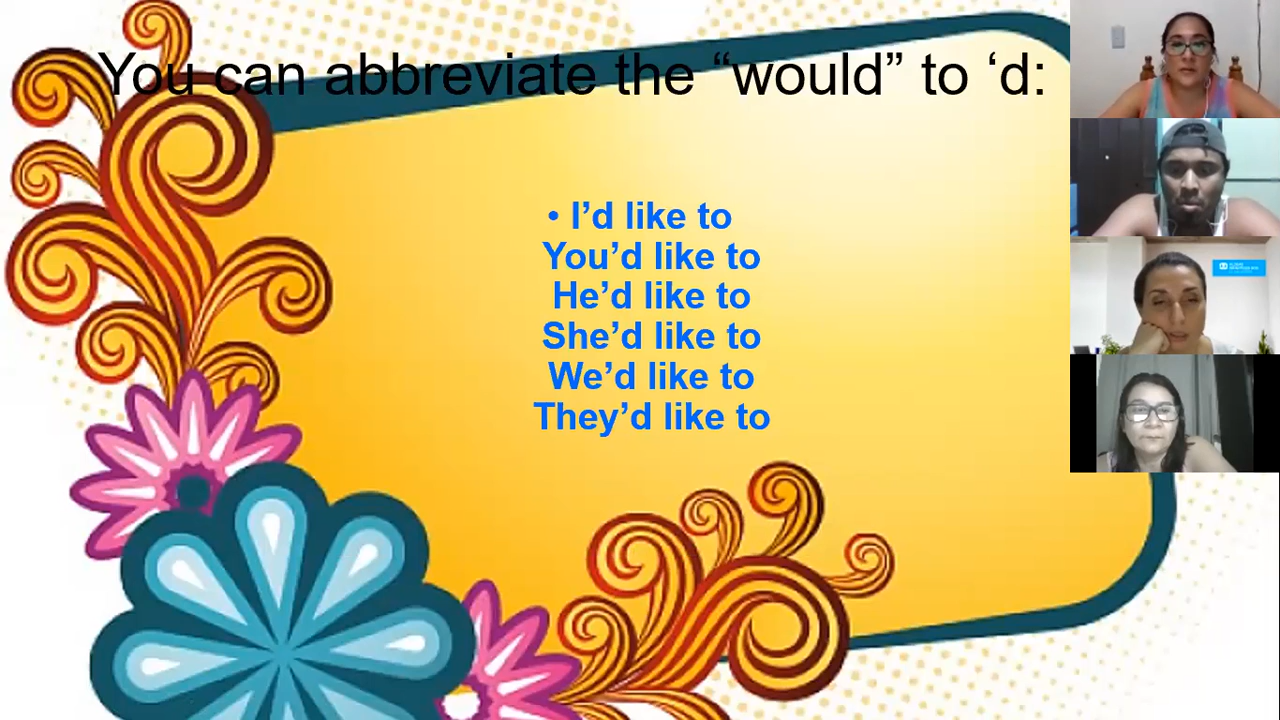 You can abbreviate the “would” to ‘d:
• I’d like to
You’d like to
He’d like to
She’d like to
We’d like to
They’d like to